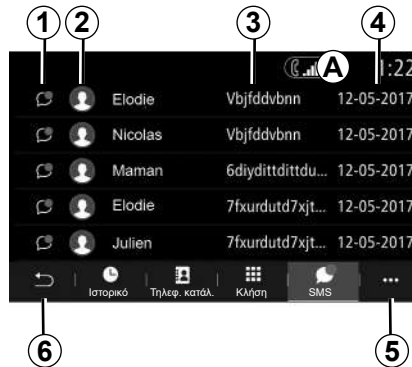 1 2 3 4
A 1:22
Elodie Vbjfddvbnn 12-05-2017
Nicolas Vbjfddvbnn 12-05-2017
Maman 6diydittdittdu... 12-05-2017
Elodie 7fxurdutd7xjt... 12-05-2017
Julien 7fxurdutd7xjt... 12-05-2017
Ιστορικό Τηλεφ. κατάλ. Κλήση SMS
6 5